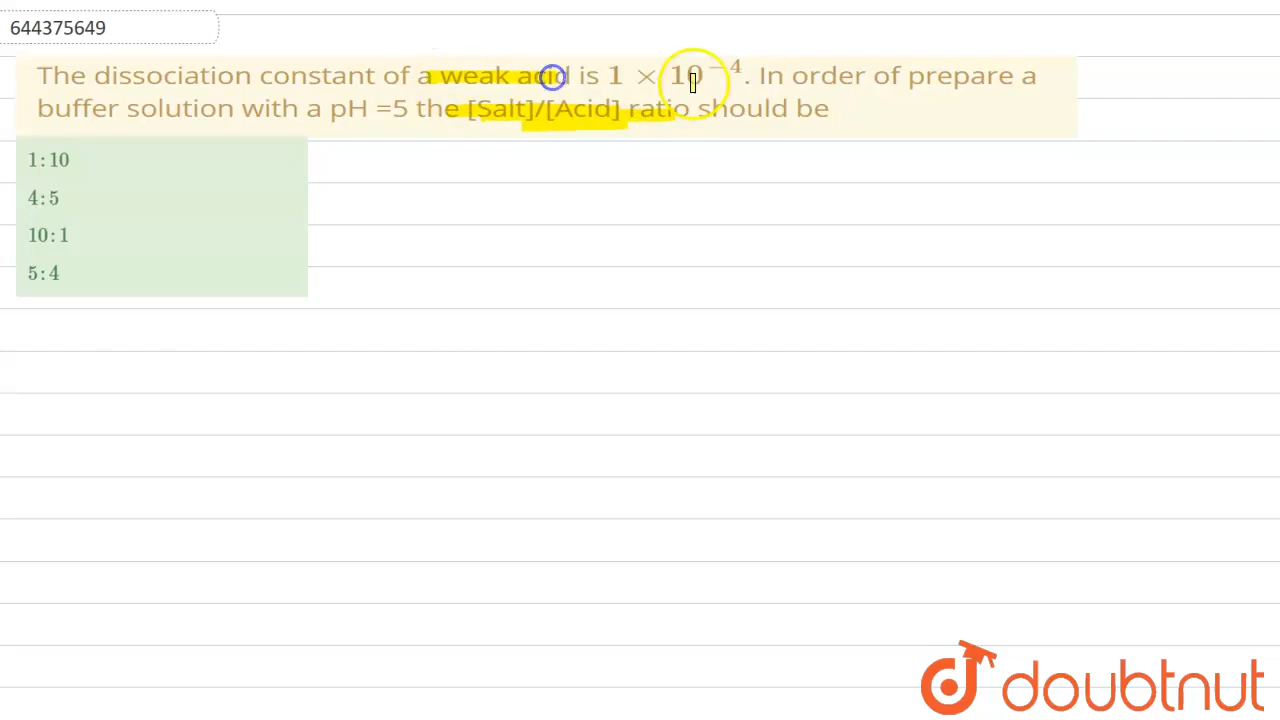 644375649
The dissociation constant of a weak acid is 1 × 10⁻⁴. In order of prepare a
buffer solution with a pH =5 the [Salt]/[Acid] ratio should be
1:10
4:5
10:1
5:4
doubtnut